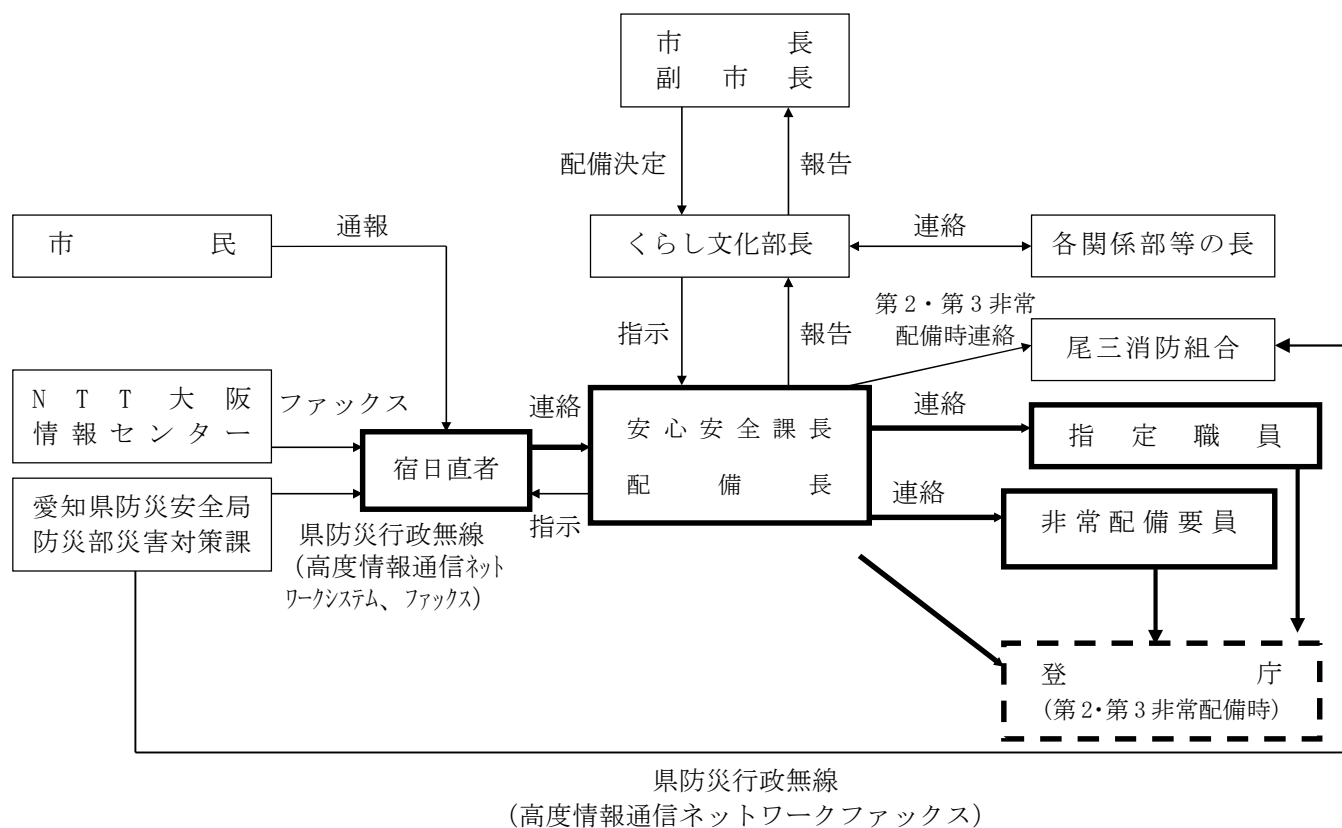 市長
副市長
配備決定
報告
市民
通報
くらし文化部長
連絡
各関係部等の長
指示
報告
第2・第3非常
配備時連絡
尾三消防組合
NTT大阪
情報センター
ファックス
宿日直者
連絡
安心安全課長
配備長
連絡
指定職員
愛知県防災安全局
防災部災害対策課
県防災行政無線
(高度情報通信ネット
ワークシステム、ファックス)
指示
連絡
非常配備要員
登庁
(第2・第3非常配備時)
県防災行政無線
(高度情報通信ネットワークファックス)